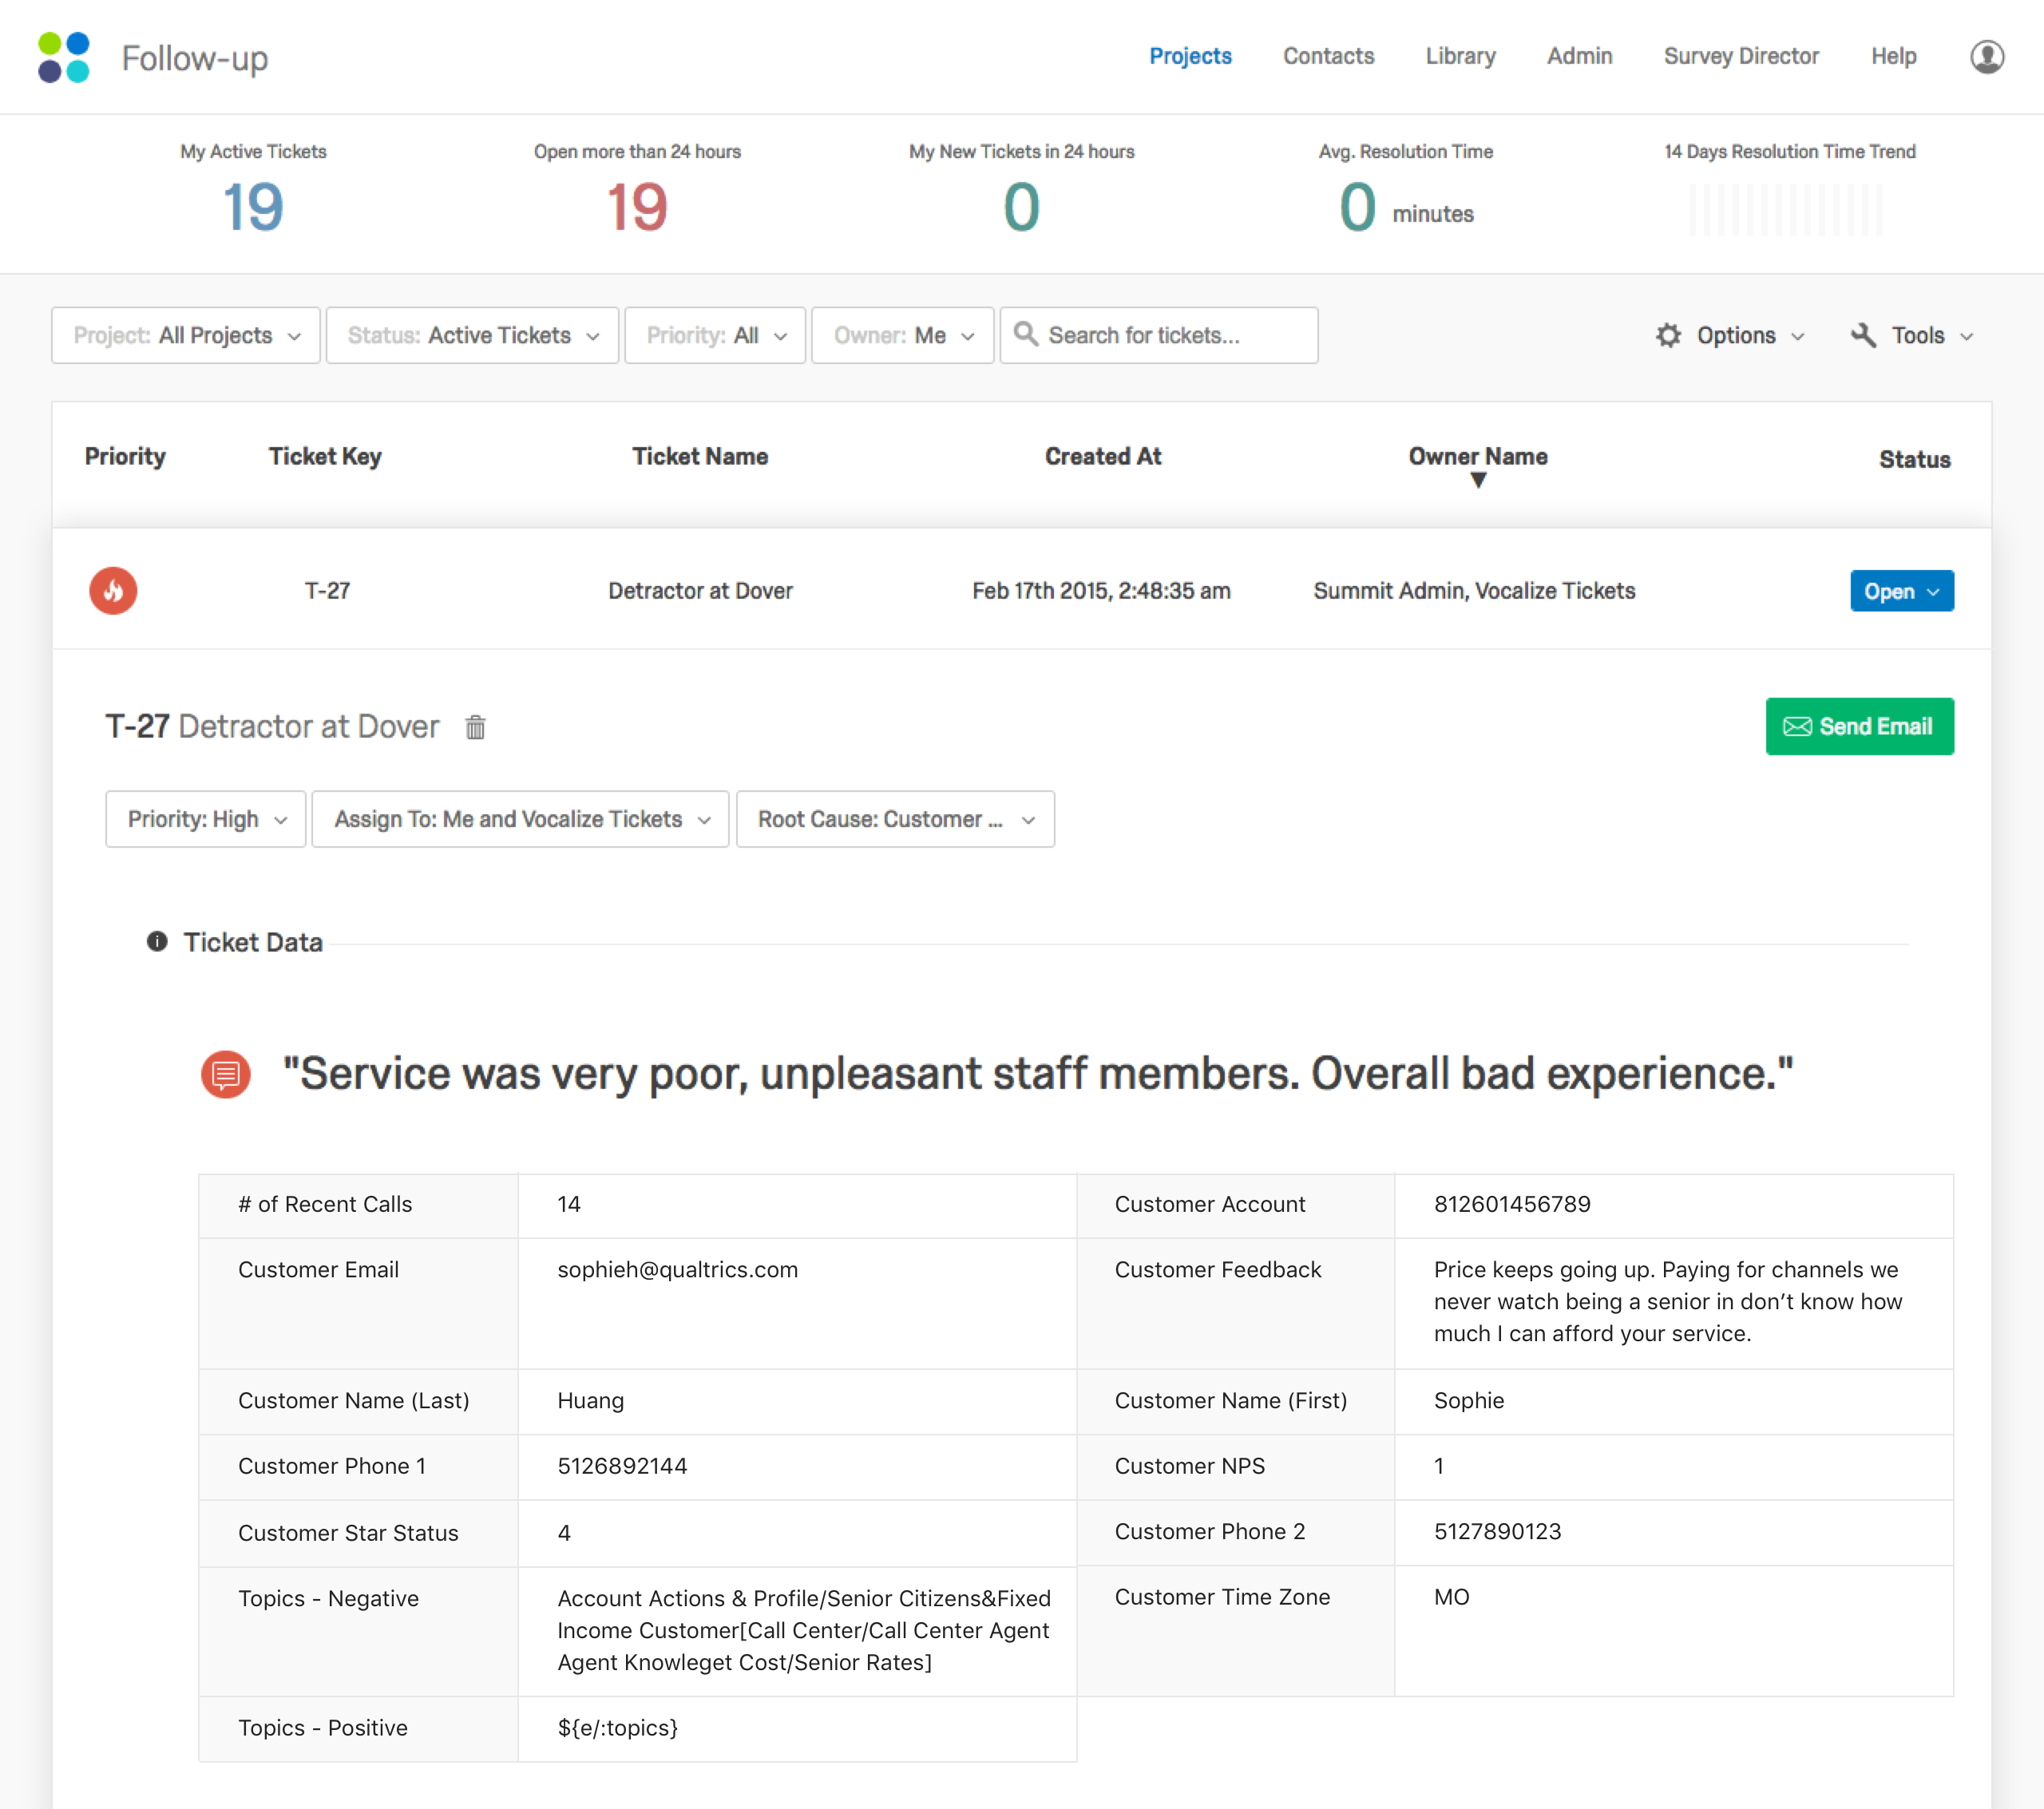 Follow-up
Projects Contacts Library Admin Survey Director Help
My Active Tickets
19
Open more than 24 hours
19
My New Tickets in 24 hours
0
Avg. Resolution Time
0 minutes
14 Days Resolution Time Trend
Project: All Projects
Status: Active Tickets
Priority: All
Owner: Me
Search for tickets...
Options
Tools
Priority Ticket Key Ticket Name Created At Owner Name Status
T-27 Detractor at Dover Feb 17th 2015, 2:48:35 am Summit Admin, Vocalize Tickets Open
T-27 Detractor at Dover
Send Email
Priority: High
Assign To: Me and Vocalize Tickets
Root Cause: Customer ...
Ticket Data
"Service was very poor, unpleasant staff members. Overall bad experience."
# of Recent Calls 14
Customer Account 812601456789
Customer Email sophieh@qualtrics.com
Customer Feedback Price keeps going up. Paying for channels we
never watch being a senior in don’t know how
much I can afford your service.
Customer Name (Last) Huang
Customer Name (First) Sophie
Customer Phone 1 5126892144
Customer NPS 1
Customer Star Status 4
Customer Phone 2 5127890123
Topics - Negative Account Actions & Profile/Senior Citizens&Fixed
Income Customer[Call Center/Call Center Agent
Agent Knowleget Cost/Senior Rates]
Customer Time Zone MO
Topics - Positive ${e/:topics}